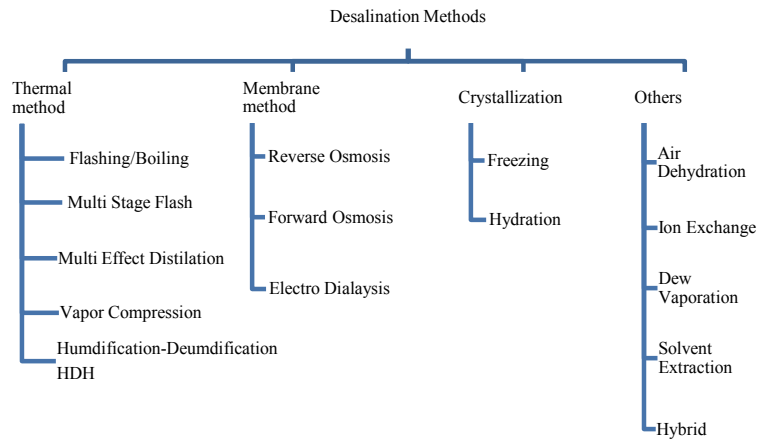 Desalination Methods
Thermal
method
Flashing/Boiling
Multi Stage Flash
Multi Effect Distilation
Vapor Compression
Humdification-Deumdification
HDH
Membrane
method
Reverse Osmosis
Forward Osmosis
Electro Dialaysis
Crystallization
Freezing
Hydration
Others
Air
Dehydration
Ion Exchange
Dew
Vaporation
Solvent
Extraction
Hybrid